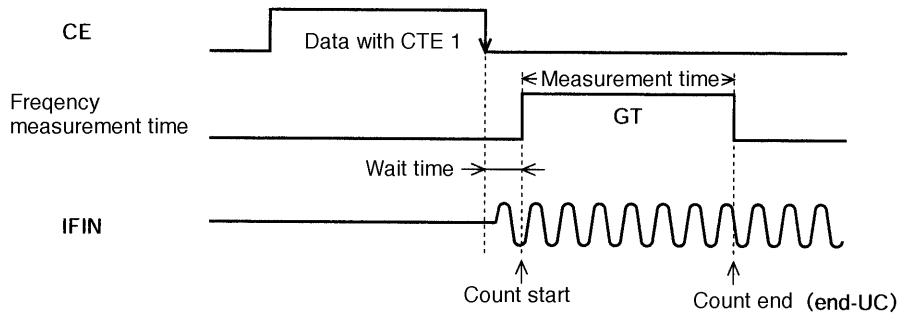 CE
Data with CTE 1
Measurement time
Freqency
measurement time
GT
Wait time
IFIN
Count start
Count end (end-UC)